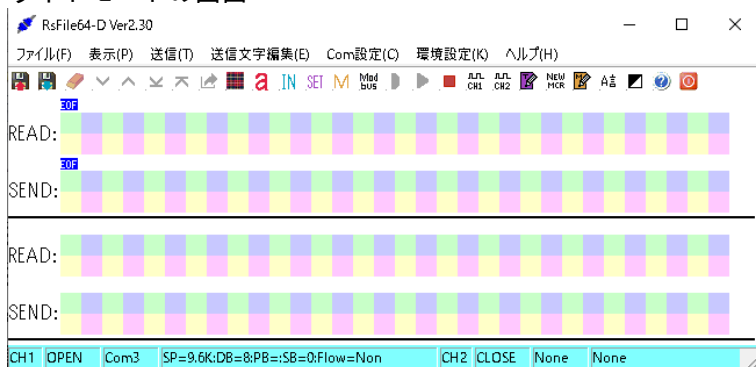 RsFile64-D Ver2.30
ファイル(F) 表示(P) 送信(T) 送信文字編集(E) Com設定(C) 環境設定(K) ヘルプ(H)
a IN SET M Mod bus CH1 CH2 NEW MCR
EOF
READ:
EOF
SEND:
READ:
SEND:
CH1 OPEN Com3 SP=9.6K:DB=8:PB=:SB=0:Flow=Non CH2 CLOSE None None